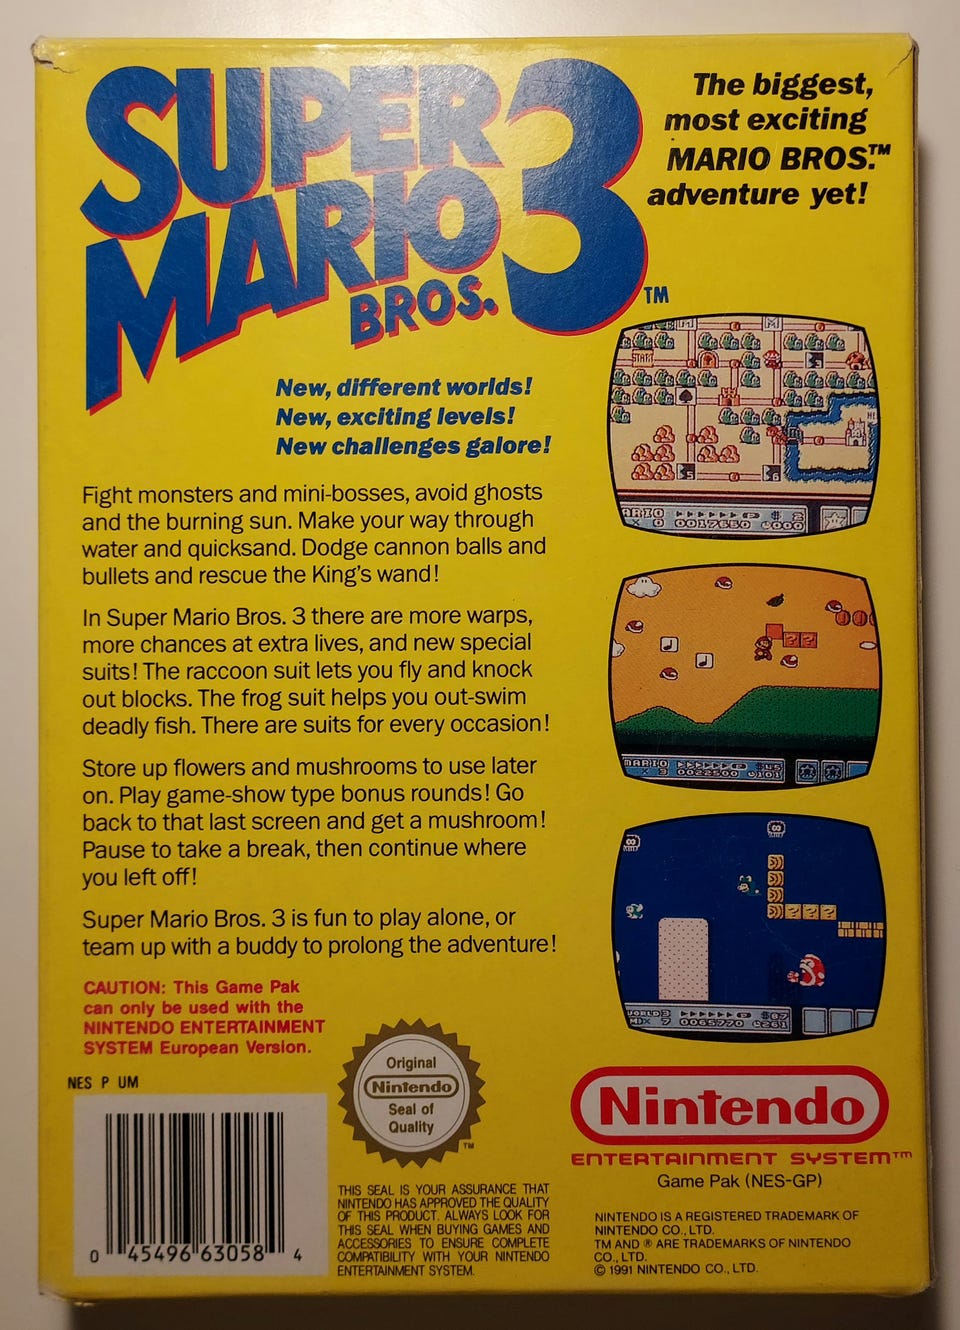 SUPER
MARIO
BROS. 3 TM
The biggest,
most exciting
MARIO BROS.™
adventure yet!
New, different worlds!
New, exciting levels!
New challenges galore!
Fight monsters and mini-bosses, avoid ghosts
and the burning sun. Make your way through
water and quicksand. Dodge cannon balls and
bullets and rescue the King's wand!
In Super Mario Bros. 3 there are more warps,
more chances at extra lives, and new special
suits! The raccoon suit lets you fly and knock
out blocks. The frog suit helps you out-swim
deadly fish. There are suits for every occasion!
Store up flowers and mushrooms to use later
on. Play game-show type bonus rounds! Go
back to that last screen and get a mushroom!
Pause to take a break, then continue where
you left off!
Super Mario Bros. 3 is fun to play alone, or
team up with a buddy to prolong the adventure!
START
0017650
MARIO
0022500
WORLD
0065770
CAUTION: This Game Pak
can only be used with the
NINTENDO ENTERTAINMENT
SYSTEM European Version.
NES P UM
0 45496 63058 4
Original
Nintendo
Seal of
Quality
TM
THIS SEAL IS YOUR ASSURANCE THAT
NINTENDO HAS APPROVED THE QUALITY
OF THIS PRODUCT. ALWAYS LOOK FOR
THIS SEAL WHEN BUYING GAMES AND
ACCESSORIES TO ENSURE COMPLETE
COMPATIBILITY WITH YOUR NINTENDO
ENTERTAINMENT SYSTEM.
Nintendo
ENTERTAINMENT SYSTEM™
Game Pak (NES-GP)
NINTENDO IS A REGISTERED TRADEMARK OF
NINTENDO CO., LTD.
TM AND ® ARE TRADEMARKS OF NINTENDO
CO., LTD.
© 1991 NINTENDO CO., LTD.